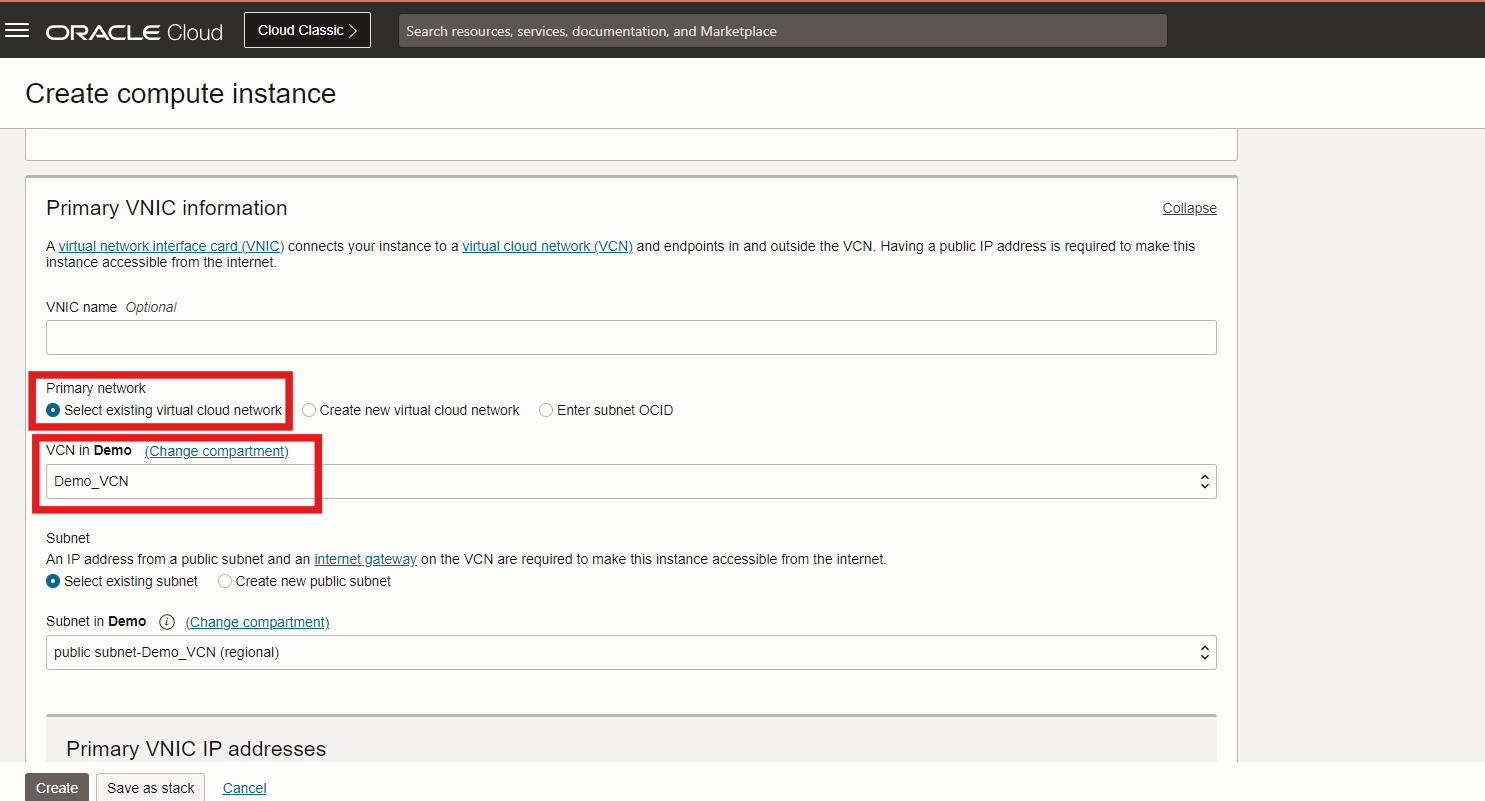 ORACLE Cloud
Cloud Classic
Search resources, services, documentation, and Marketplace
Create compute instance
Primary VNIC information
Collapse
A virtual network interface card (VNIC) connects your instance to a virtual cloud network (VCN) and endpoints in and outside the VCN. Having a public IP address is required to make this
instance accessible from the internet.
VNIC name Optional
Primary network
Select existing virtual cloud network Create new virtual cloud network Enter subnet OCID
VCN in Demo (Change compartment)
Demo_VCN
Subnet
An IP address from a public subnet and an internet gateway on the VCN are required to make this instance accessible from the internet.
Select existing subnet Create new public subnet
Subnet in Demo i (Change compartment)
public subnet-Demo_VCN (regional)
Primary VNIC IP addresses
Create Save as stack Cancel